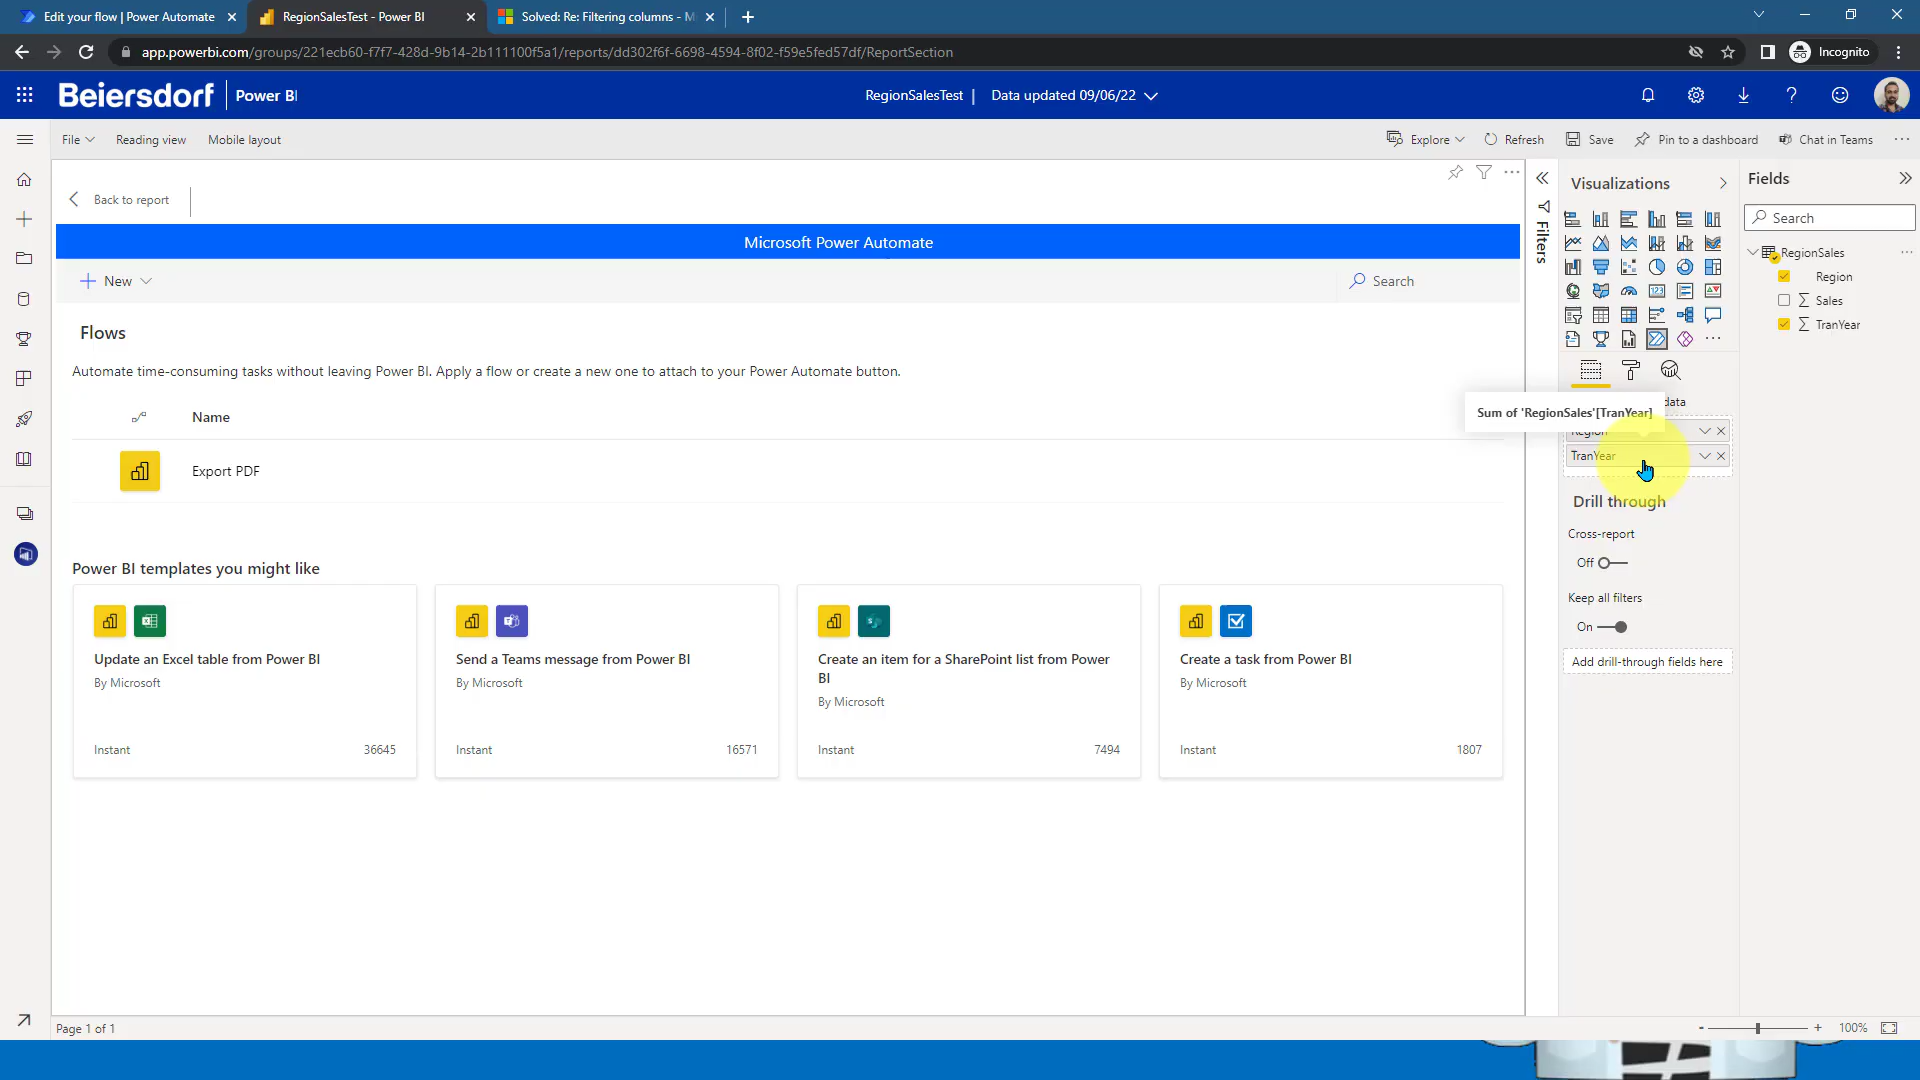 Edit your flow | Power Automate
RegionSalesTest - Power BI
Solved: Re: Filtering columns - M
app.powerbi.com/groups/221ecb60-f7f7-428d-9b14-2b111100f5a1/reports/dd302f6f-6698-4594-8f02-f59e5fed57df/ReportSection
Incognito
Beiersdorf
Power BI
RegionSalesTest | Data updated 09/06/22
File
Reading view
Mobile layout
Explore
Refresh
Save
Pin to a dashboard
Chat in Teams
Back to report
Microsoft Power Automate
New
Search
Flows
Automate time-consuming tasks without leaving Power BI. Apply a flow or create a new one to attach to your Power Automate button.
Name
Export PDF
Power BI templates you might like
Update an Excel table from Power BI
By Microsoft
Instant
36645
Send a Teams message from Power BI
By Microsoft
Instant
16571
Create an item for a SharePoint list from Power
BI
By Microsoft
Instant
7494
Create a task from Power BI
By Microsoft
Instant
1807
Filters
Visualizations
data
Sum of 'RegionSales'[TranYear]
Region
TranYear
Drill through
Cross-report
Off
Keep all filters
On
Add drill-through fields here
Fields
Search
RegionSales
Region
Sales
TranYear
Page 1 of 1
- + 100%